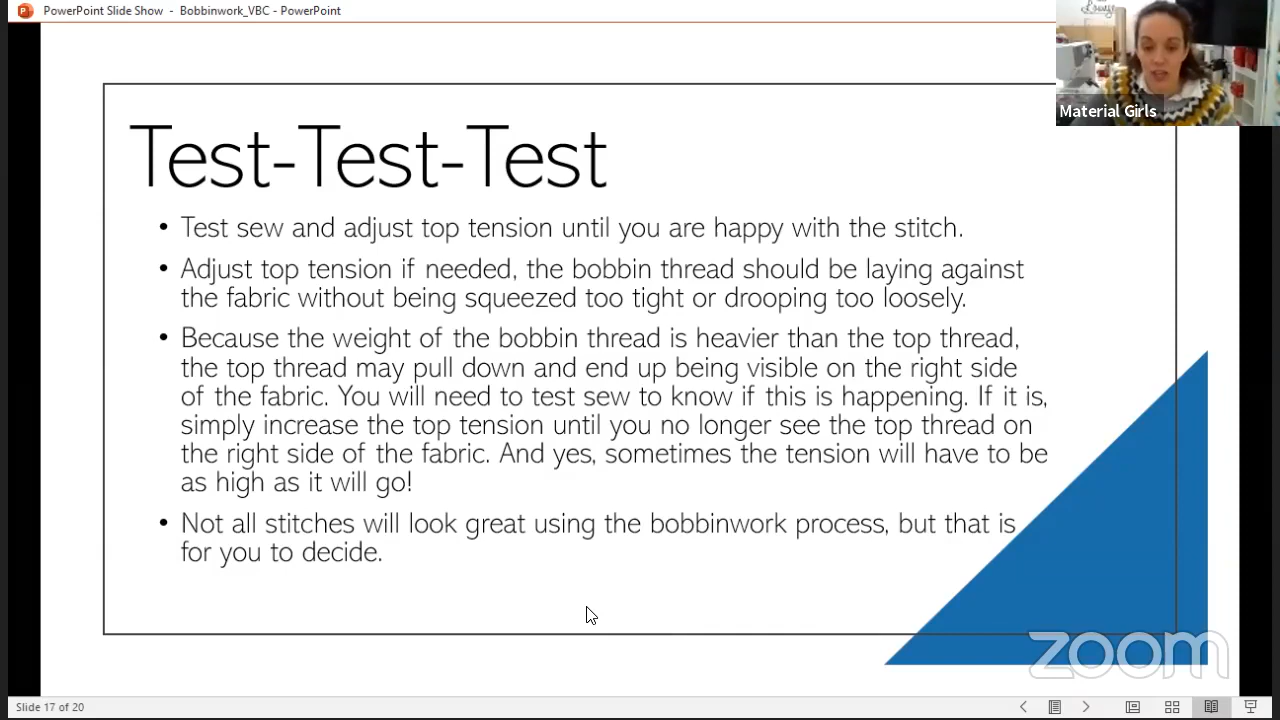 PowerPoint Slide Show - Bobbinwork_VBC - PowerPoint
Material Girls
Test-Test-Test
• Test sew and adjust top tension until you are happy with the stitch.
• Adjust top tension if needed, the bobbin thread should be laying against
the fabric without being squeezed too tight or drooping too loosely.
• Because the weight of the bobbin thread is heavier than the top thread,
the top thread may pull down and end up being visible on the right side
of the fabric. You will need to test sew to know if this is happening. If it is,
simply increase the top tension until you no longer see the top thread on
the right side of the fabric. And yes, sometimes the tension will have to be
as high as it will go!
• Not all stitches will look great using the bobbinwork process, but that is
for you to decide.
zoom
Slide 17 of 20